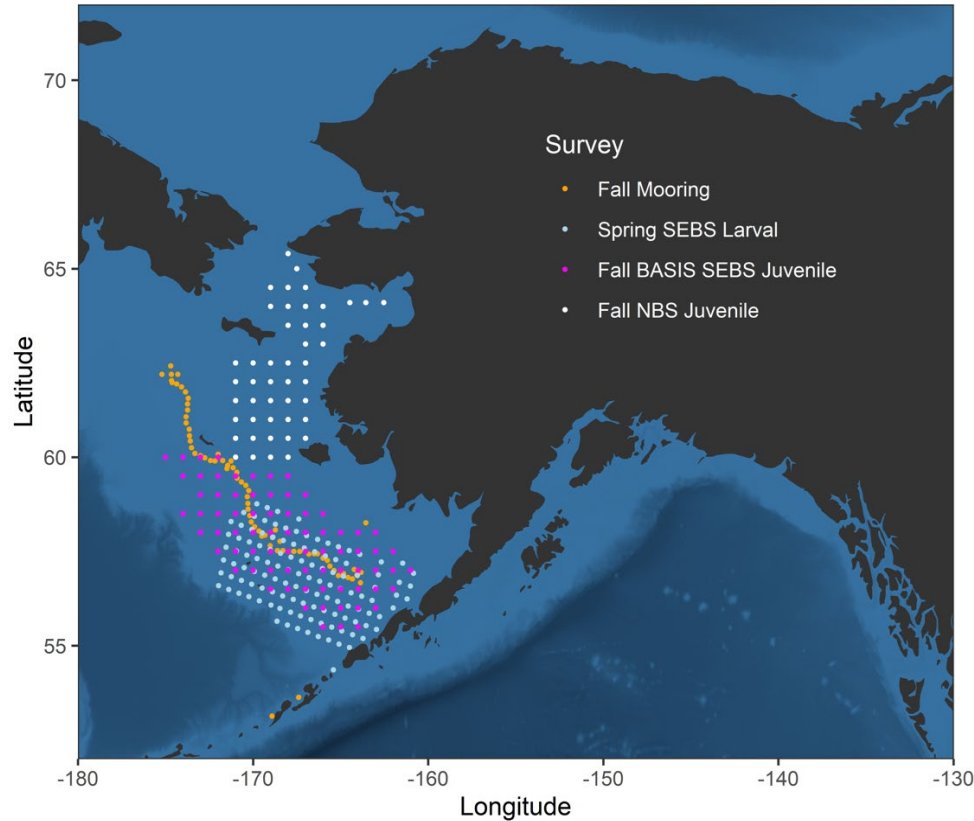 70
65
60
55
Latitude
Survey
Fall Mooring
Spring SEBS Larval
Fall BASIS SEBS Juvenile
Fall NBS Juvenile
-180
-170
-160
-150
-140
-130
Longitude